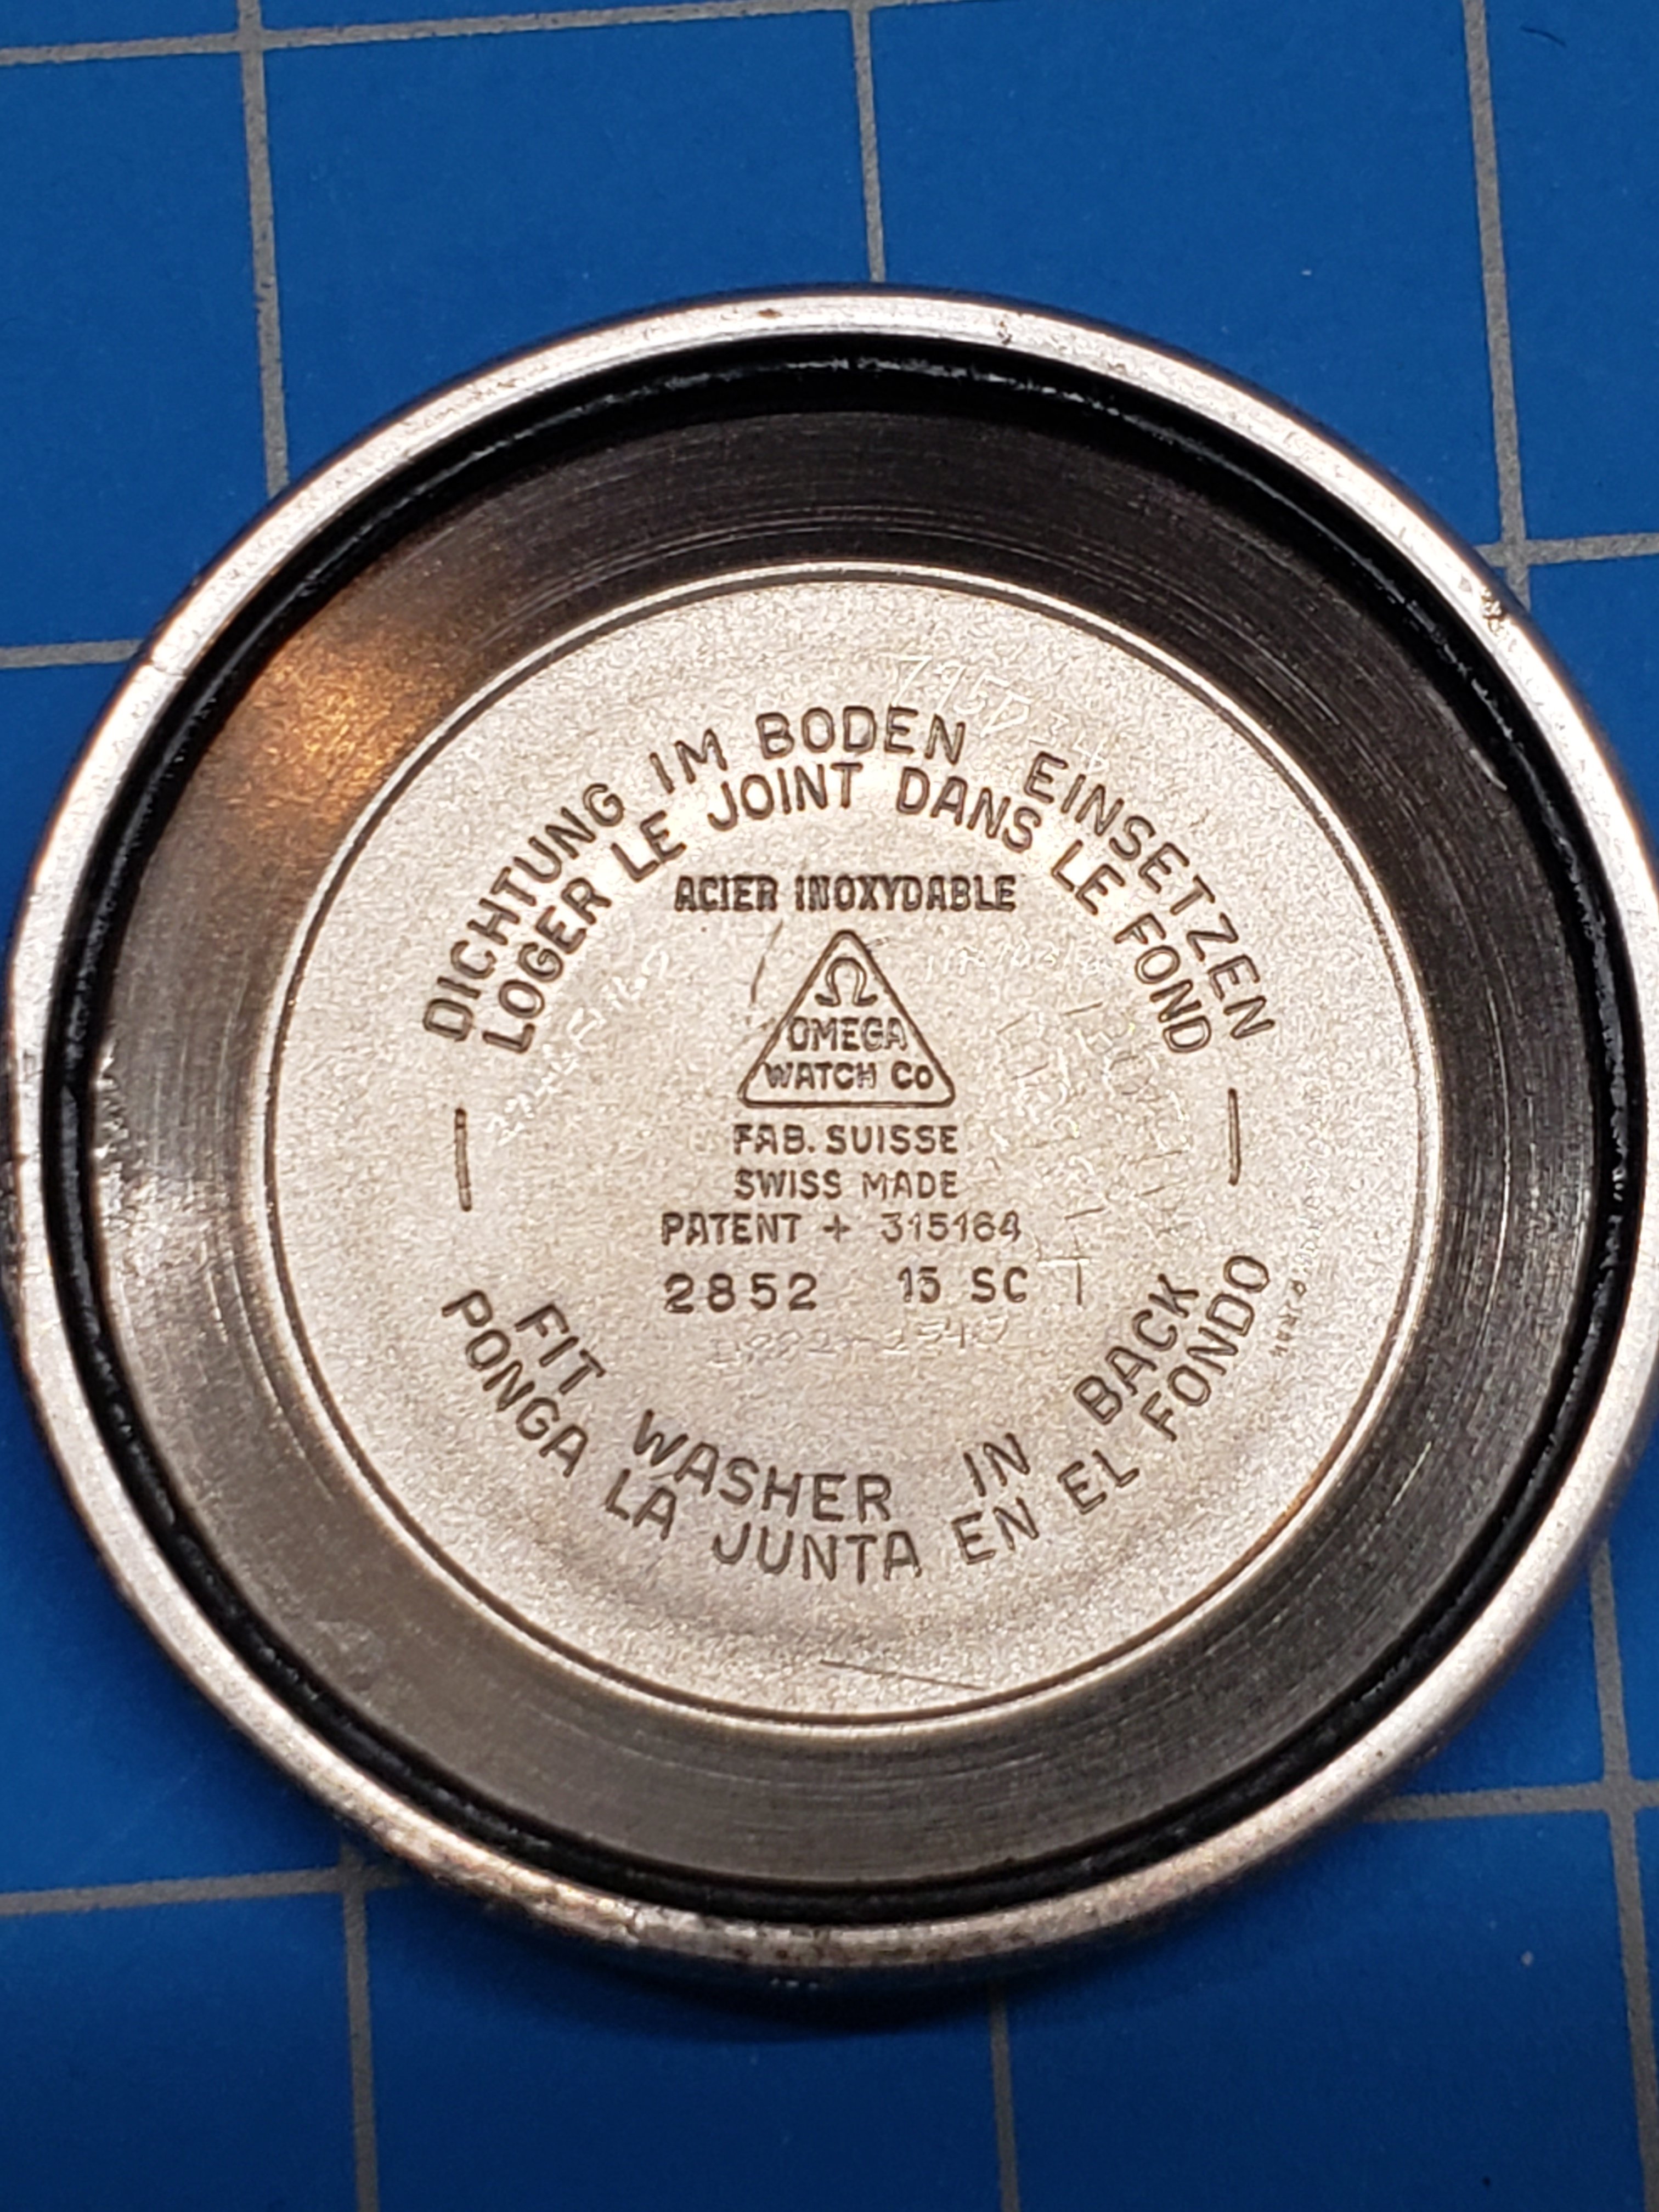 DICHTUNG IM BODEN EINSETZEN
LOGER LE JOINT DANS LE FOND
ACIER INOXYDABLE
Ω
OMEGA
WATCH Co
FAB. SUISSE
SWISS MADE
PATENT + 315164
2852 15 SC
FIT WASHER IN BACK
PONGA LA JUNTA EN EL FONDO